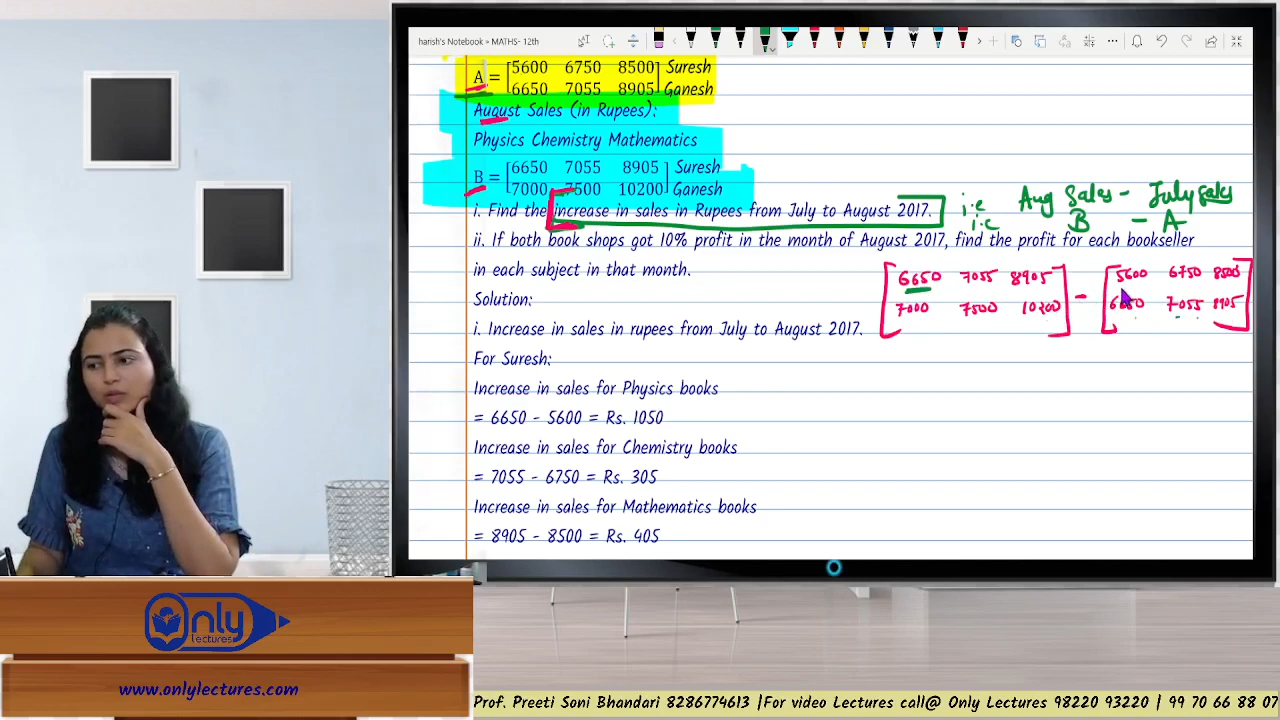 harish's Notebook » MATHS- 12th
A = [5600 6750 8500] Suresh
[6650 7055 8905] Ganesh
August Sales (in Rupees):
Physics Chemistry Mathematics
B = [6650 7055 8905] Suresh
[7000 7500 10200] Ganesh
i. Find the increase in sales in Rupees from July to August 2017. i.e Aug Sales - July sales
i.e B - A
ii. If both book shops got 10% profit in the month of August 2017, find the profit for each bookseller
in each subject in that month.
[6650 7055 8905] - [5600 6750 8500]
[7000 7500 10200] [6650 7055 8905]
Solution:
i. Increase in sales in rupees from July to August 2017.
For Suresh:
Increase in sales for Physics books
= 6650 - 5600 = Rs. 1050
Increase in sales for Chemistry books
= 7055 - 6750 = Rs. 305
Increase in sales for Mathematics books
= 8905 - 8500 = Rs. 405
Only
lectures
www.onlylectures.com
Prof. Preeti Soni Bhandari 8286774613 |For video Lectures call@ Only Lectures 98220 93220 | 99 70 66 88 07